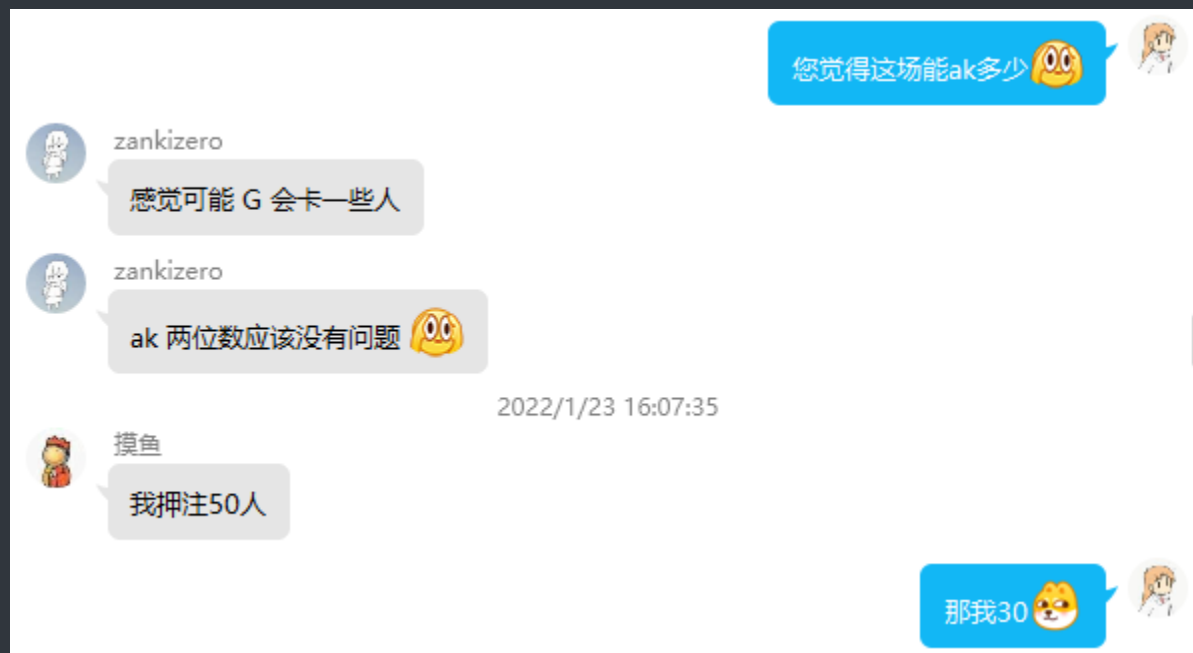 您觉得这场能ak多少
zankizero
感觉可能 G 会卡一些人
zankizero
ak 两位数应该没有问题
2022/1/23 16:07:35
摸鱼
我押注50人
那我30